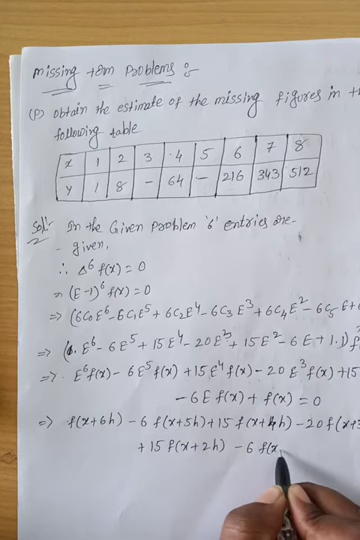 Missing term Problems :-
(P) obtain the estimate of the missing figures in
following table
x 1 2 3 4 5 6 7 8
y 1 8 - 64 - 216 343 512
Sol:- In the Given problem '6' entries are
given,
∴ Δ⁶ f(x) = 0
⇒ (E-1)⁶ f(x) = 0
⇒ (6C₀E⁶ - 6C₁E⁵ + 6C₂E⁴ - 6C₃E³ + 6C₄E² - 6C₅E +
⇒ (1.E⁶ - 6E⁵ + 15E⁴ - 20E³ + 15E² - 6E + 1.1) f
⇒ E⁶f(x) - 6E⁵f(x) + 15E⁴f(x) - 20E³f(x) + 15
- 6E f(x) + f(x) = 0
⇒ f(x+6h) - 6f(x+5h) + 15f(x+4h) - 20f(x+3
+ 15f(x+2h) - 6f(x